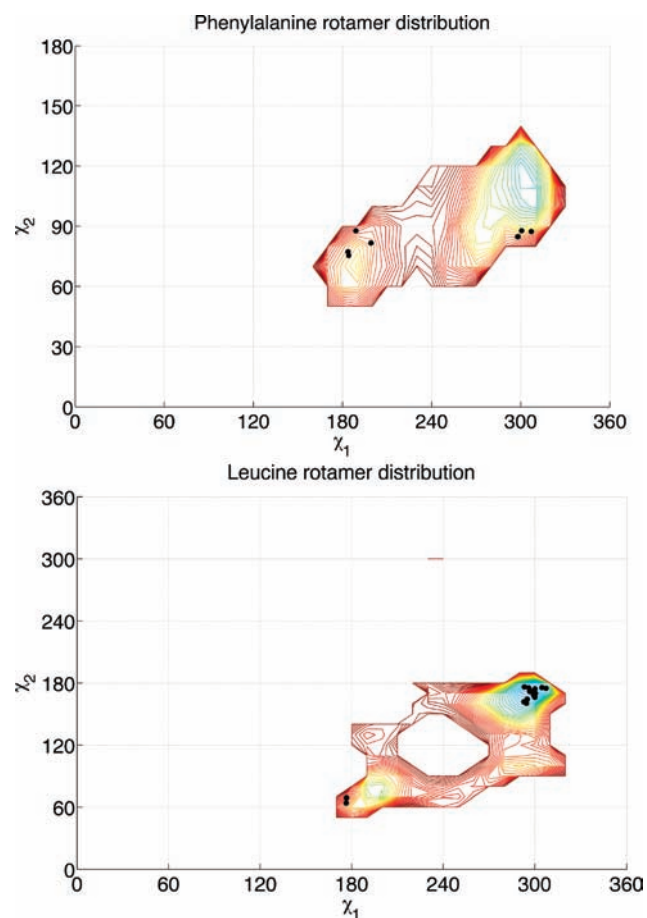 Phenylalanine rotamer distribution
180
150
120
90
60
30
0
χ2
0 60 120 180 240 300 360
χ1
Leucine rotamer distribution
360
300
240
180
120
60
0
χ2
0 60 120 180 240 300 360
χ1